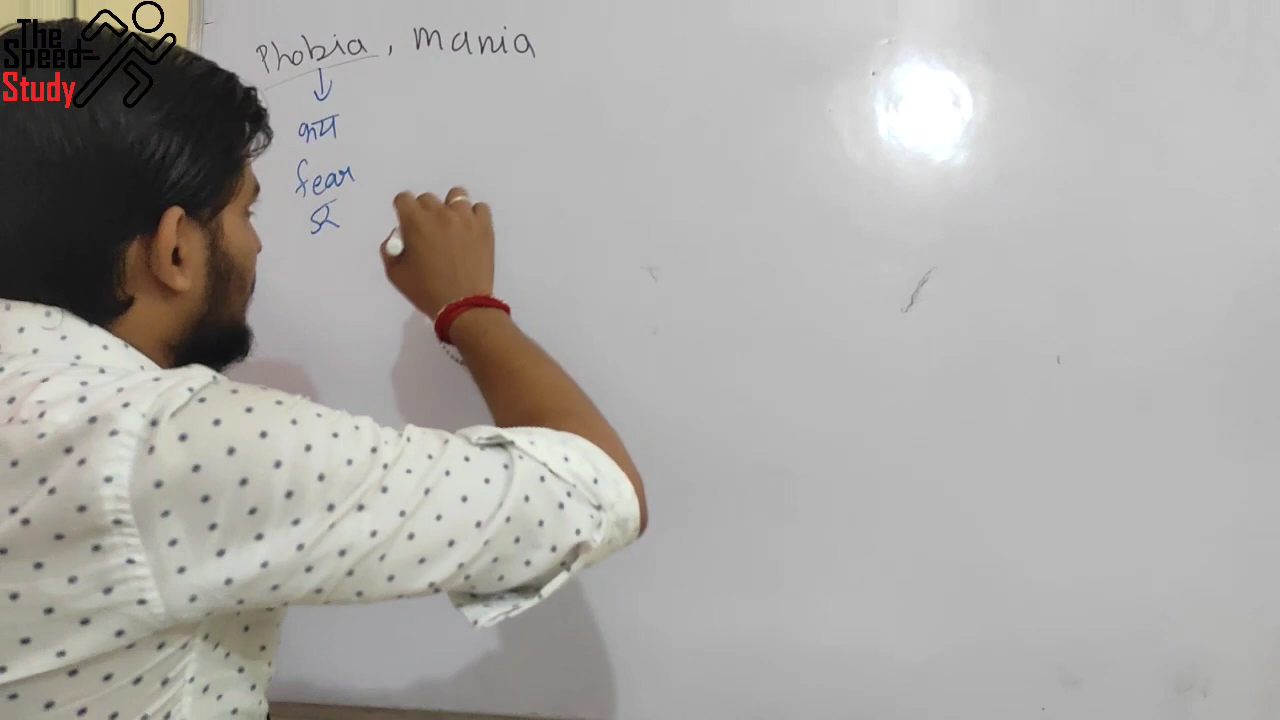 The
Speed-
Study
Phobia, mania
भय
fear
डर